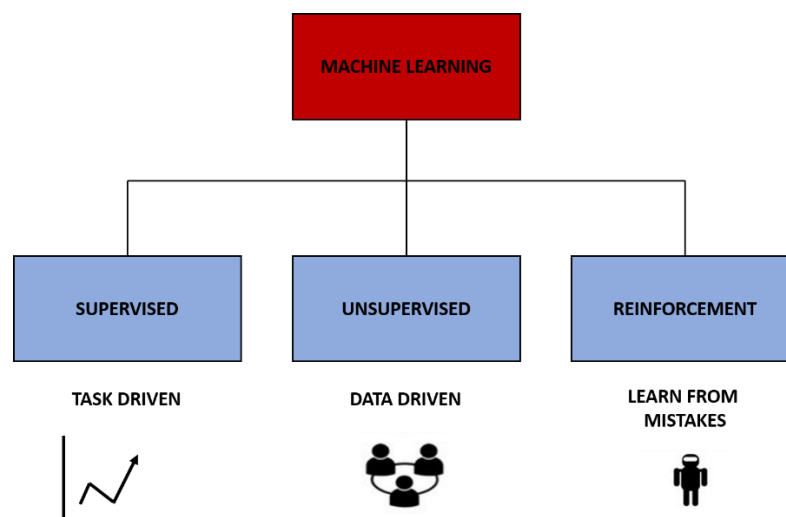 MACHINE LEARNING
SUPERVISED
UNSUPERVISED
REINFORCEMENT
TASK DRIVEN
DATA DRIVEN
LEARN FROM
MISTAKES